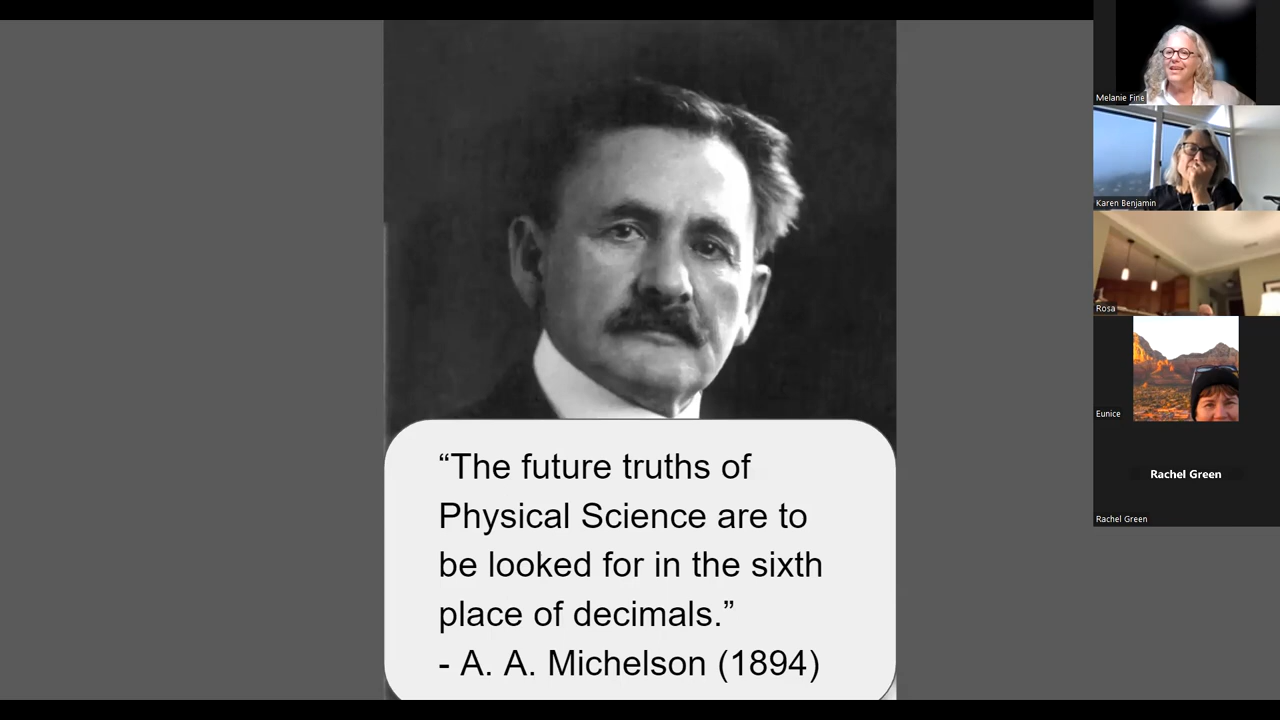 “The future truths of
Physical Science are to
be looked for in the sixth
place of decimals.”
- A. A. Michelson (1894)
Melanie Fine
Karen Benjamin
Rosa
Eunice
Rachel Green
Rachel Green